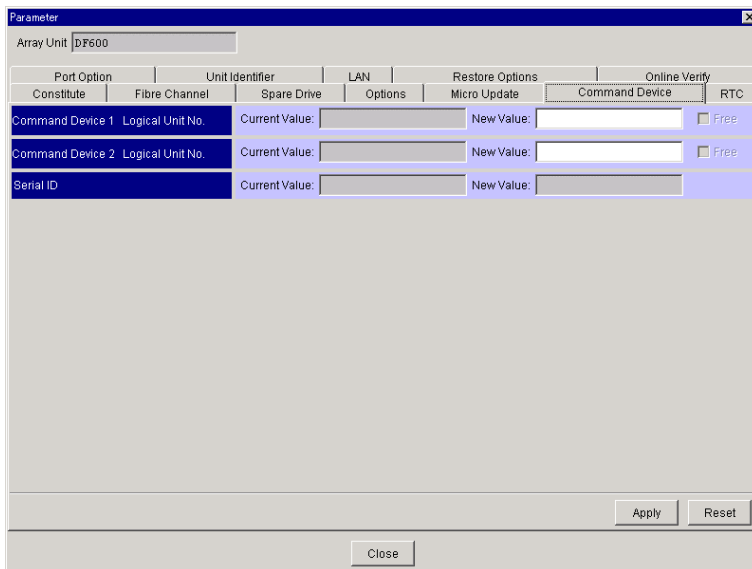 Parameter
Array Unit DF600
Port Option Unit Identifier LAN Restore Options Online Verify
Constitute Fibre Channel Spare Drive Options Micro Update Command Device RTC
Command Device 1 Logical Unit No. Current Value: New Value: Free
Command Device 2 Logical Unit No. Current Value: New Value: Free
Serial ID Current Value: New Value:
Apply Reset
Close